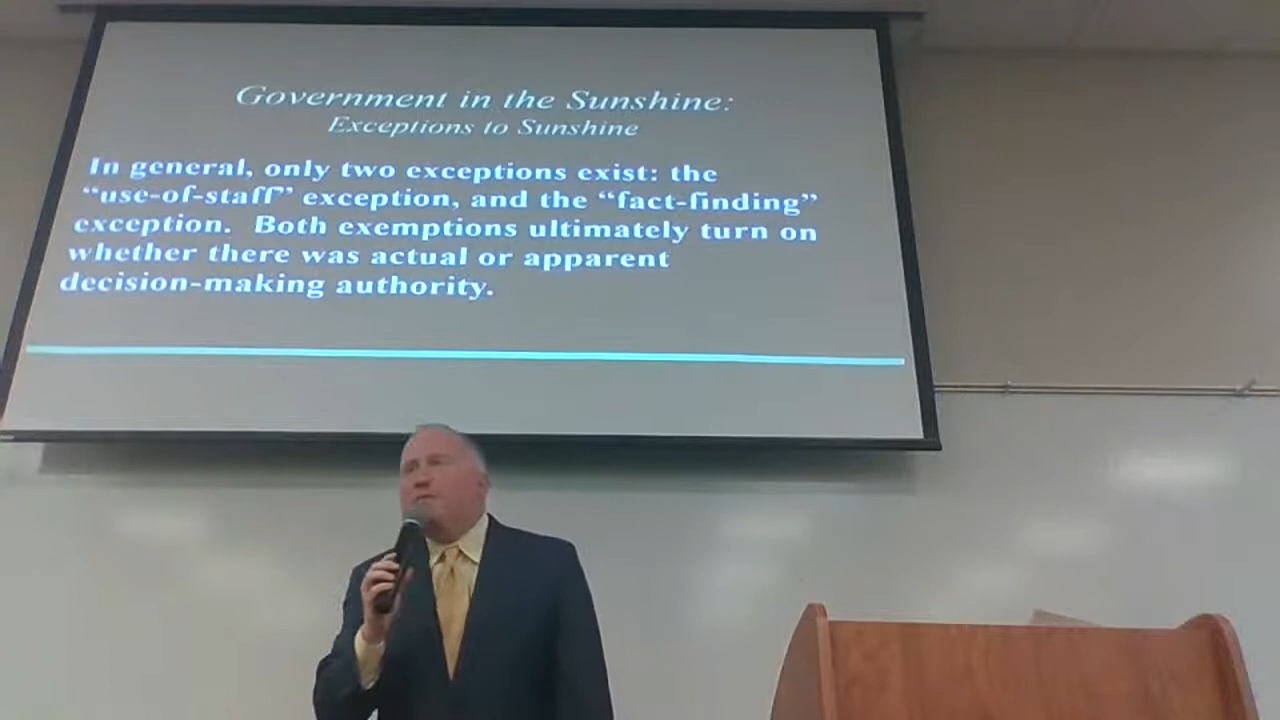 Government in the Sunshine:
Exceptions to Sunshine
In general, only two exceptions exist: the
“use-of-staff” exception, and the “fact-finding”
exception. Both exemptions ultimately turn on
whether there was actual or apparent
decision-making authority.